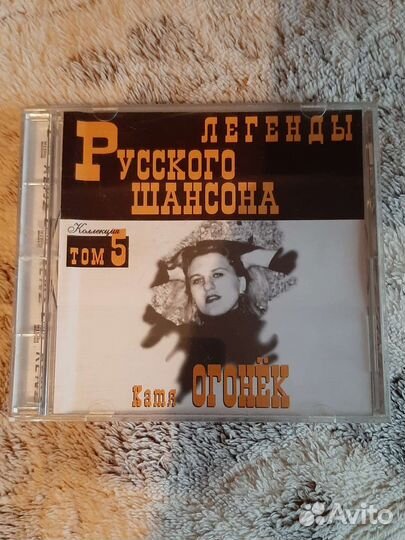 ЛЕГЕНДЫ
РУССКОГО
ШАНСОНА
Коллекция
ТОМ 5
Катя ОГОНЁК
Avito